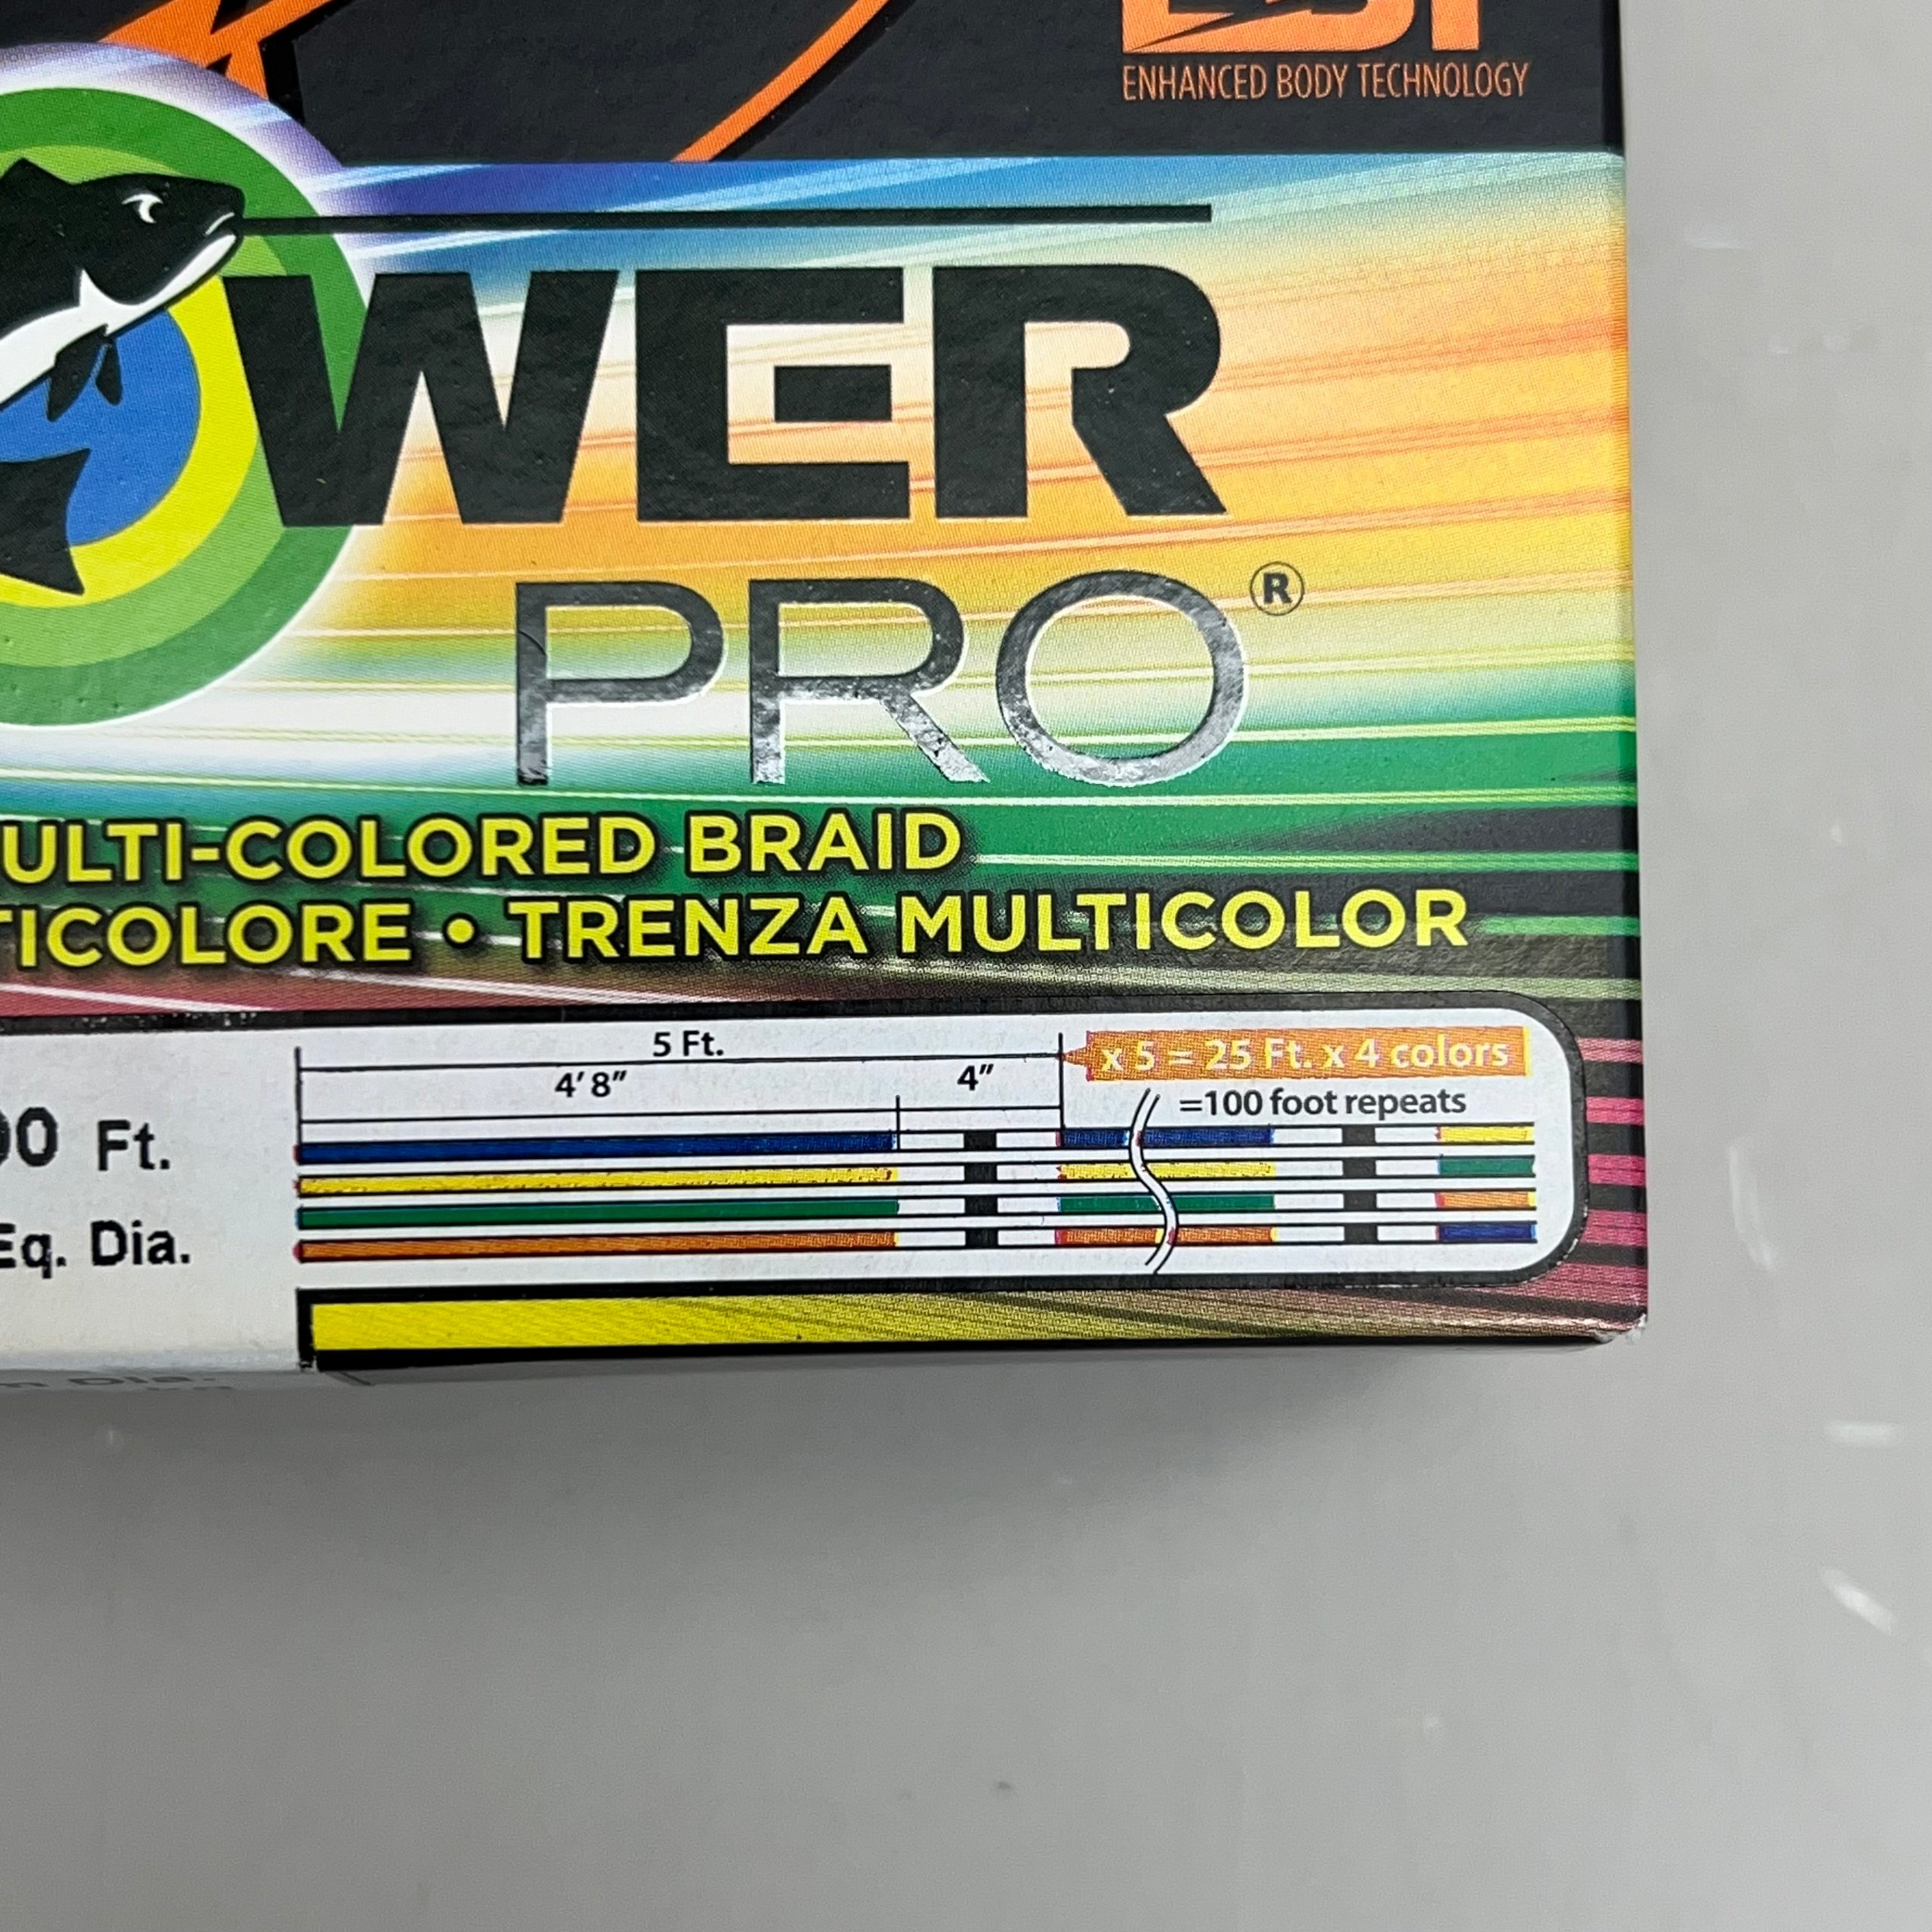 ENHANCED BODY TECHNOLOGY
WER
PRO®
ULTI-COLORED BRAID
TICOLORE • TRENZA MULTICOLOR
5 Ft.
x 5 = 25 Ft. x 4 colors
4' 8"
4"
=100 foot repeats
00 Ft.
Eq. Dia.